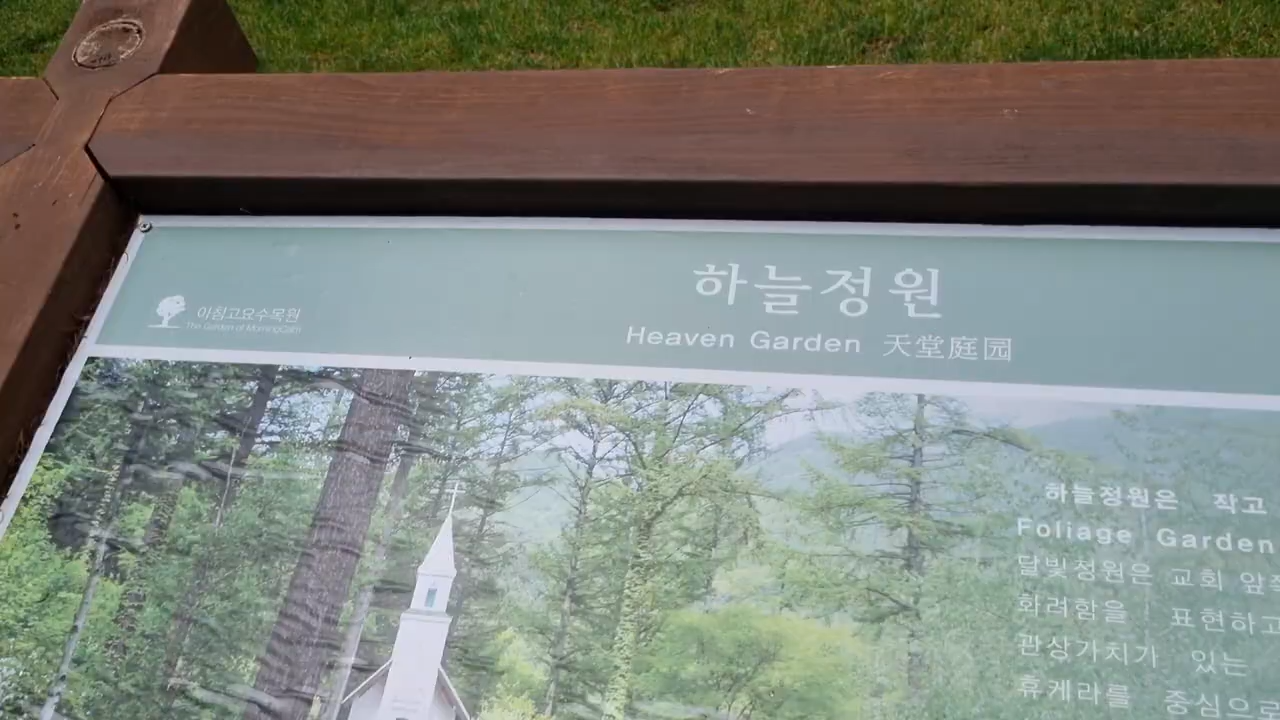 아침고요수목원
The Garden of MorningCalm
하늘정원
Heaven Garden 天堂庭园
하늘정원은 작고
Foliage Garden
달빛정원은 교회 앞쪽
화려함을 표현하고
관상가치가 있는
휴케라를 중심으로